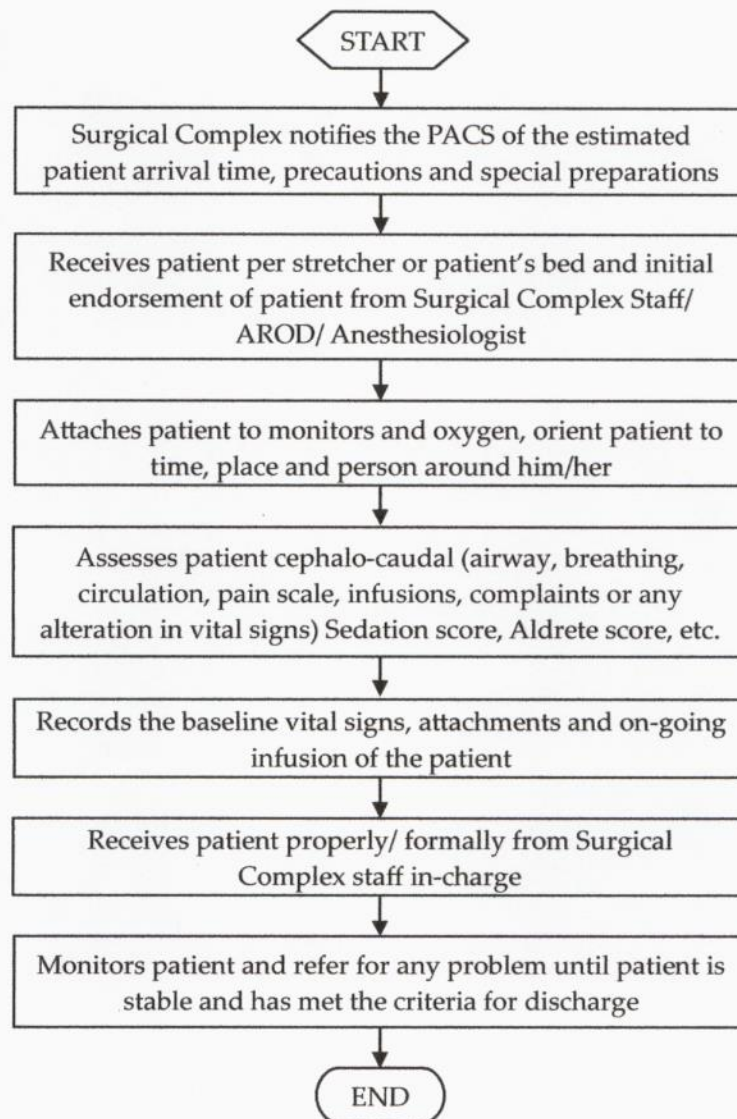 START
Surgical Complex notifies the PACS of the estimated
patient arrival time, precautions and special preparations
Receives patient per stretcher or patient's bed and initial
endorsement of patient from Surgical Complex Staff/
AROD/ Anesthesiologist
Attaches patient to monitors and oxygen, orient patient to
time, place and person around him/her
Assesses patient cephalo-caudal (airway, breathing,
circulation, pain scale, infusions, complaints or any
alteration in vital signs) Sedation score, Aldrete score, etc.
Records the baseline vital signs, attachments and on-going
infusion of the patient
Receives patient properly/ formally from Surgical
Complex staff in-charge
Monitors patient and refer for any problem until patient is
stable and has met the criteria for discharge
END